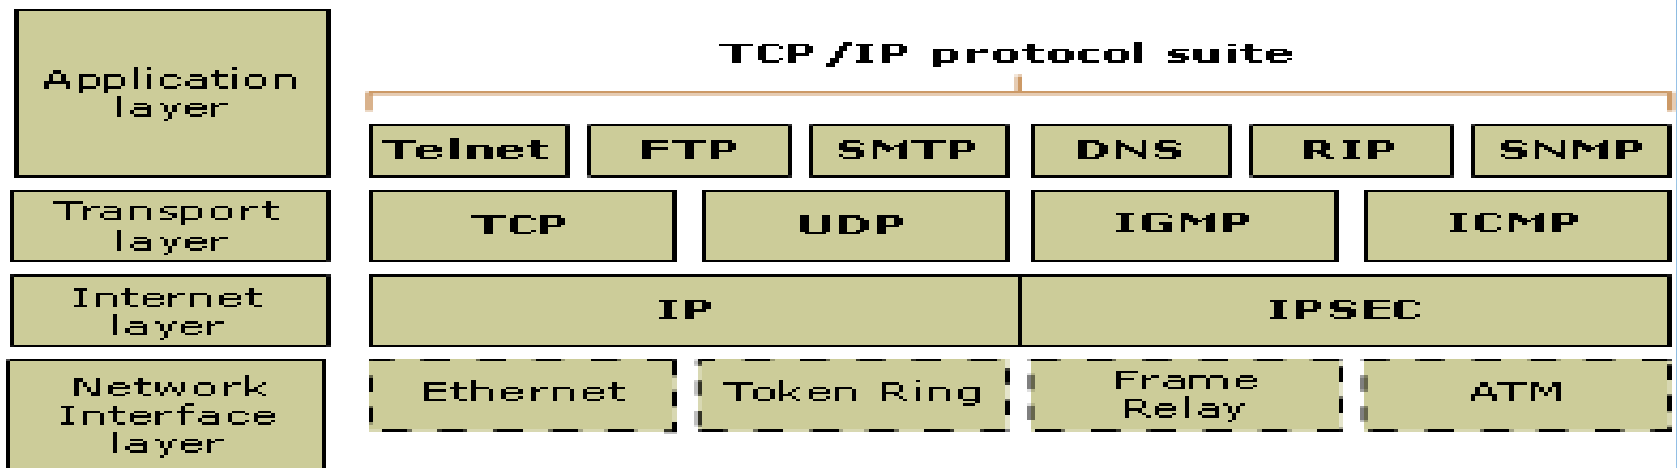 Application
layer
TCP/IP protocol suite
Telnet
FTP
SMTP
DNS
RIP
SNMP
Transport
layer
TCP
UDP
IGMP
ICMP
Internet
layer
IP
IPSEC
Network
Interface
layer
Ethernet
Token Ring
Frame
Relay
ATM